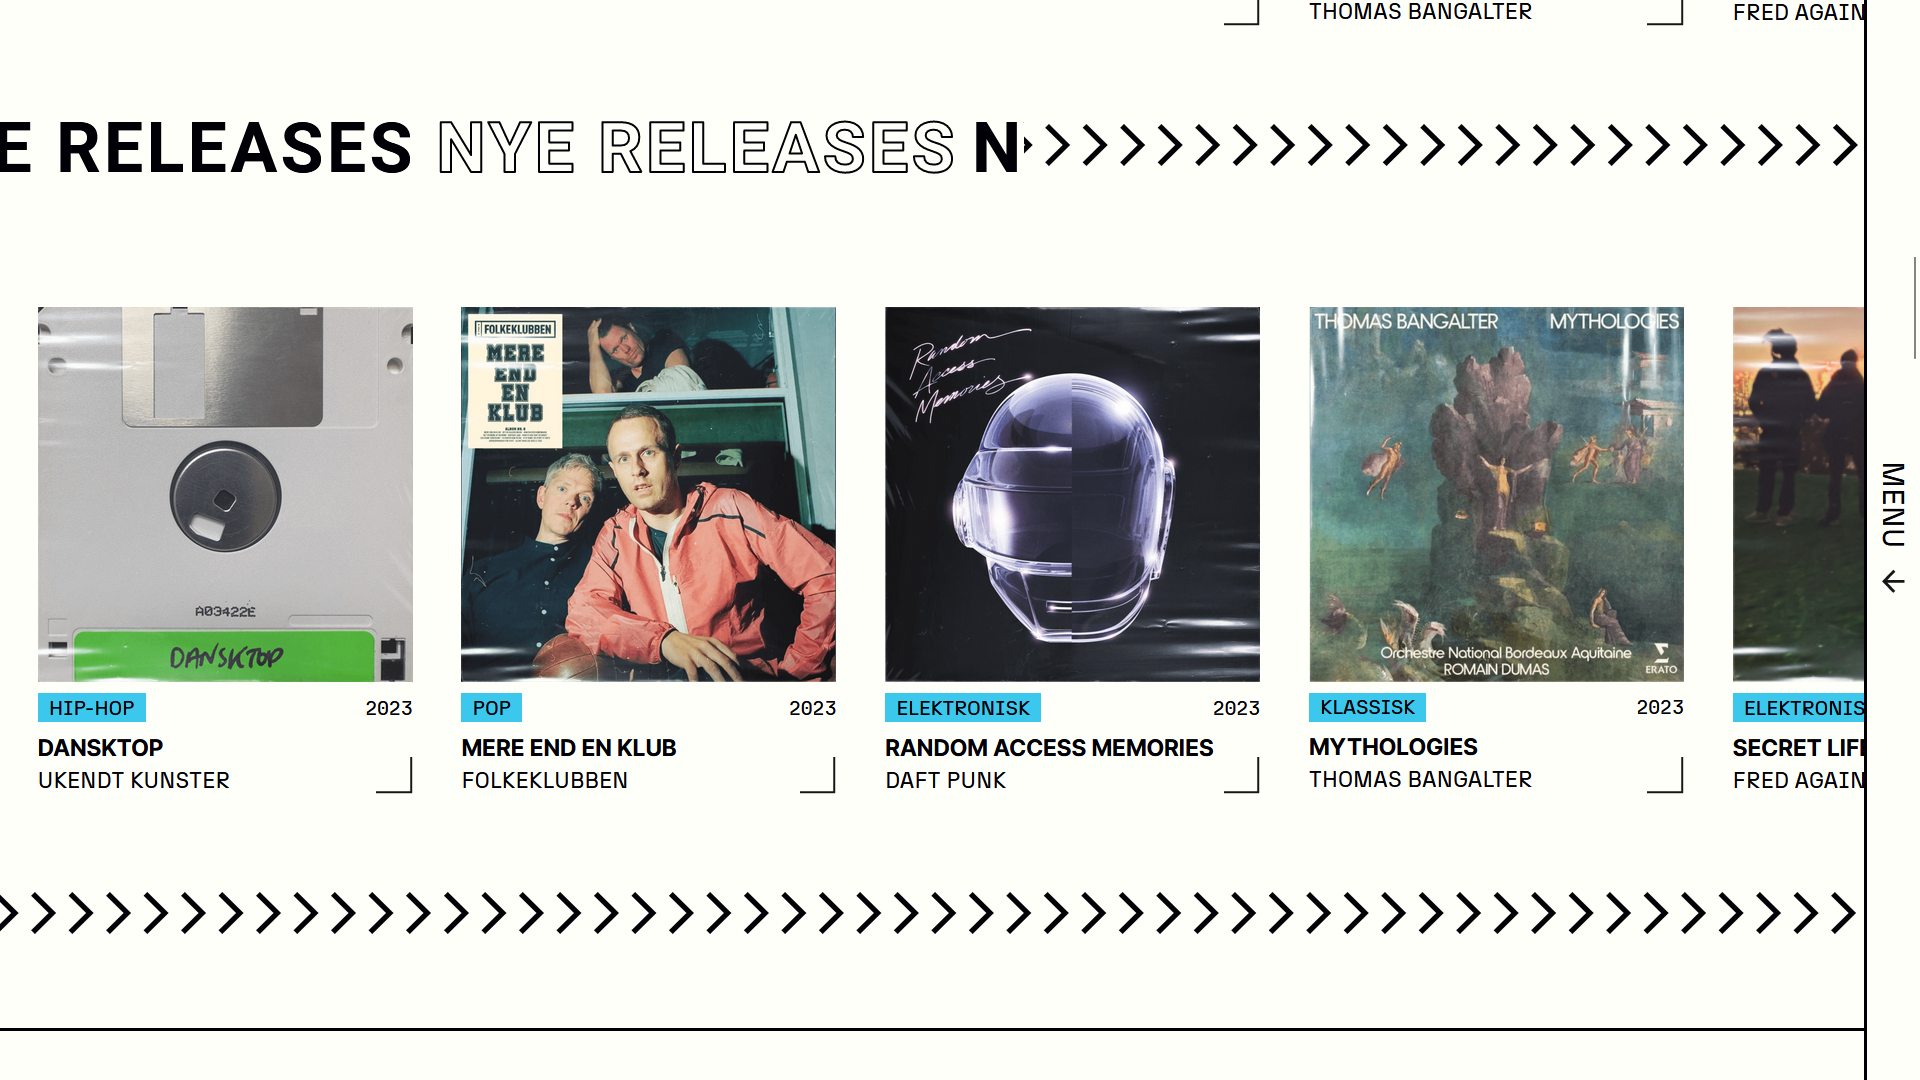 THOMAS BANGALTER
FRED AGAIN
E RELEASES NYE RELEASES N
FOLKEKLUBBEN
MERE
END
EN
KLUB
Random
Access
Memories
THOMAS BANGALTER MYTHOLOGIES
A03422E
DANSKTOP
Orchestre National Bordeaux Aquitaine
ROMAIN DUMAS
ERATO
HIP-HOP 2023
DANSKTOP
UKENDT KUNSTER
POP 2023
MERE END EN KLUB
FOLKEKLUBBEN
ELEKTRONISK 2023
RANDOM ACCESS MEMORIES
DAFT PUNK
KLASSISK 2023
MYTHOLOGIES
THOMAS BANGALTER
ELEKTRONIS
SECRET LIF
FRED AGAIN
MENU